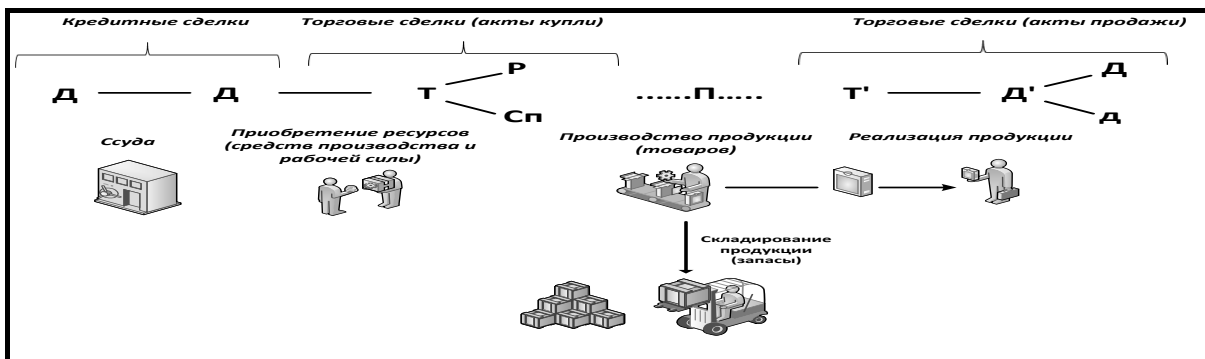 Кредитные сделки
Торговые сделки (акты купли)
Торговые сделки (акты продажи)
Д Д Т Р Сп ……П….. Т' Д' Д д
Ссуда
Приобретение ресурсов
(средств производства и
рабочей силы)
Производство продукции
(товаров)
Реализация продукции
Складирование
продукции
(запасы)